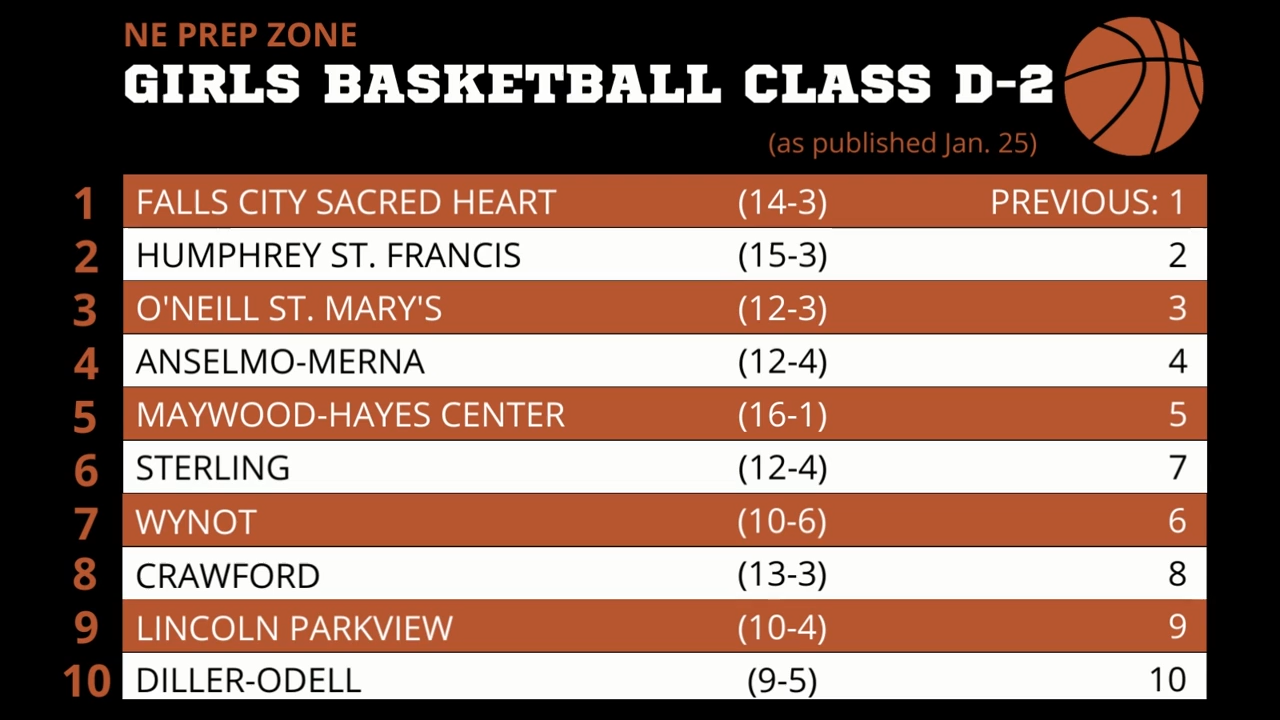 NE PREP ZONE
GIRLS BASKETBALL CLASS D-2
(as published Jan. 25)
1 FALLS CITY SACRED HEART (14-3) PREVIOUS: 1
2 HUMPHREY ST. FRANCIS (15-3) 2
3 O'NEILL ST. MARY'S (12-3) 3
4 ANSELMO-MERNA (12-4) 4
5 MAYWOOD-HAYES CENTER (16-1) 5
6 STERLING (12-4) 7
7 WYNOT (10-6) 6
8 CRAWFORD (13-3) 8
9 LINCOLN PARKVIEW (10-4) 9
10 DILLER-ODELL (9-5) 10